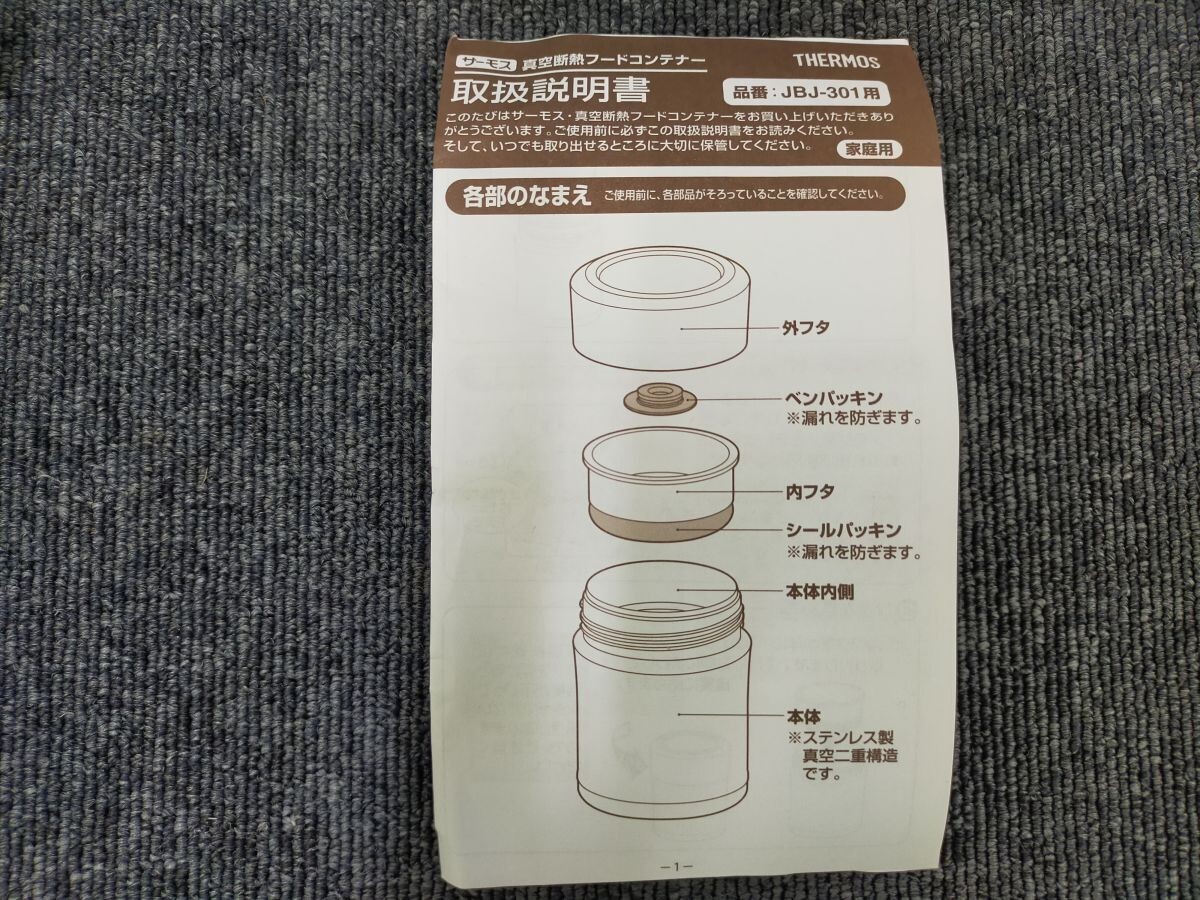 サーモス 真空断熱フードコンテナー
THERMOS
取扱説明書
品番:JBJ-301用
このたびはサーモス・真空断熱フードコンテナーをお買い上げいただきあり
がとうございます。ご使用前に必ずこの取扱説明書をお読みください。
そして、いつでも取り出せるところに大切に保管してください。
家庭用
各部のなまえ ご使用前に、各部品がそろっていることを確認してください。
外フタ
ベンパッキン
※漏れを防ぎます。
内フタ
シールパッキン
※漏れを防ぎます。
本体内側
本体
※ステンレス製
真空二重構造
です。
−1−